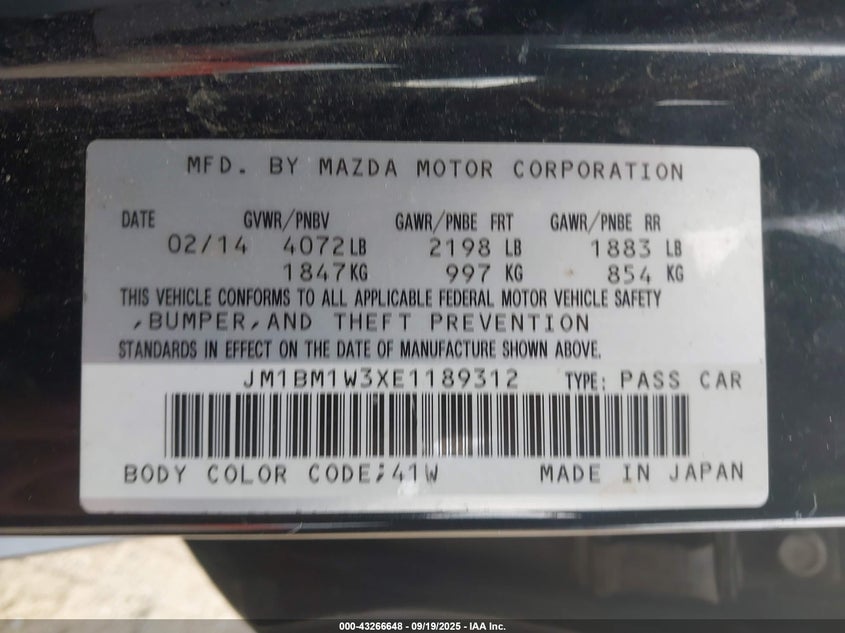 MFD. BY MAZDA MOTOR CORPORATION
DATE GVWR/PNBV GAWR/PNBE FRT GAWR/PNBE RR
02/14 4072LB 2198 LB 1883 LB
1847KG 997 KG 854 KG
THIS VEHICLE CONFORMS TO ALL APPLICABLE FEDERAL MOTOR VEHICLE SAFETY
,BUMPER,AND THEFT PREVENTION
STANDARDS IN EFFECT ON THE DATE OF MANUFACTURE SHOWN ABOVE.
JM1BM1W3XE1189312 TYPE: PASS CAR
BODY COLOR CODE;41W MADE IN JAPAN
000-43266648 - 09/19/2025 - IAA Inc.